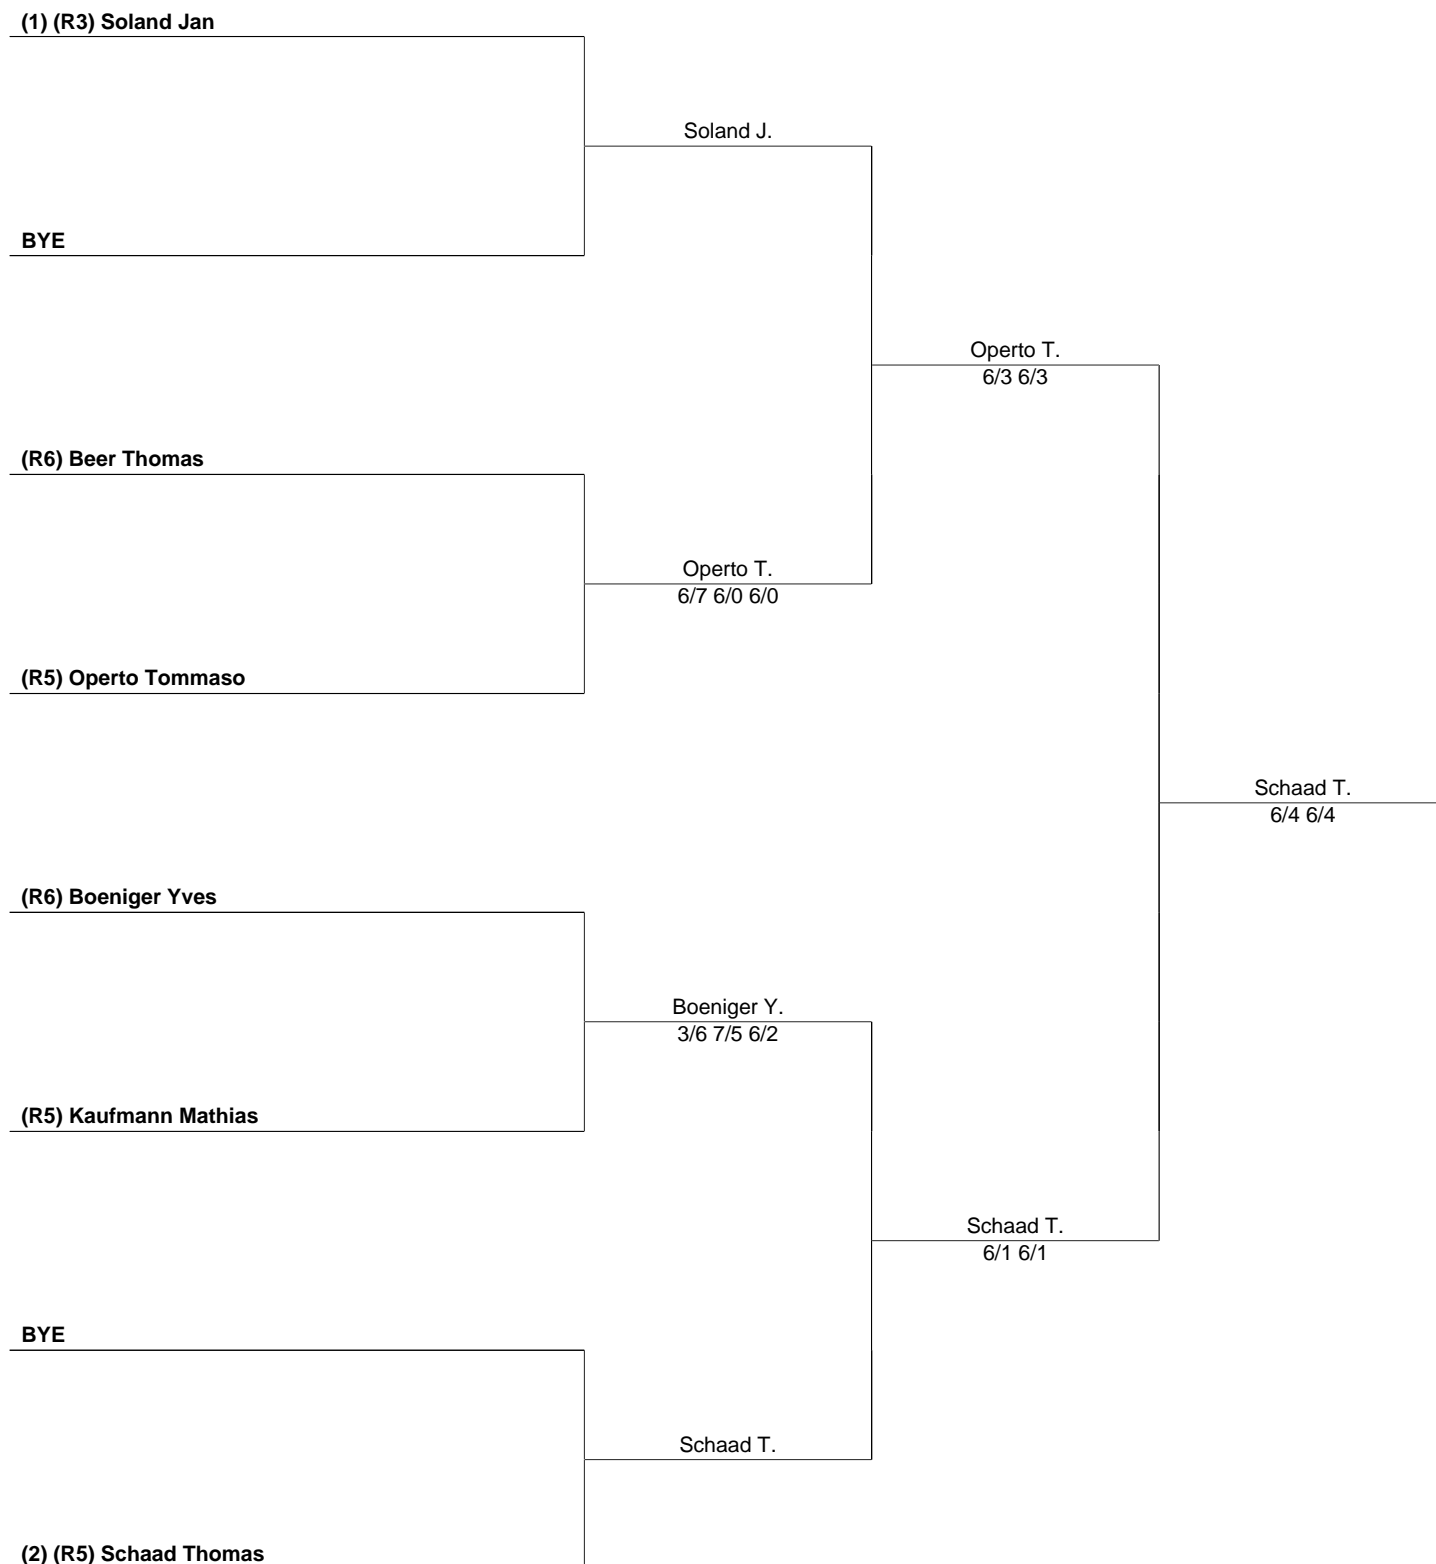 (1) (R3) Soland Jan
Soland J.
BYE
Operto T.
6/3 6/3
(R6) Beer Thomas
Operto T.
6/7 6/0 6/0
(R5) Operto Tommaso
Schaad T.
6/4 6/4
(R6) Boeniger Yves
Boeniger Y.
3/6 7/5 6/2
(R5) Kaufmann Mathias
Schaad T.
6/1 6/1
BYE
Schaad T.
(2) (R5) Schaad Thomas